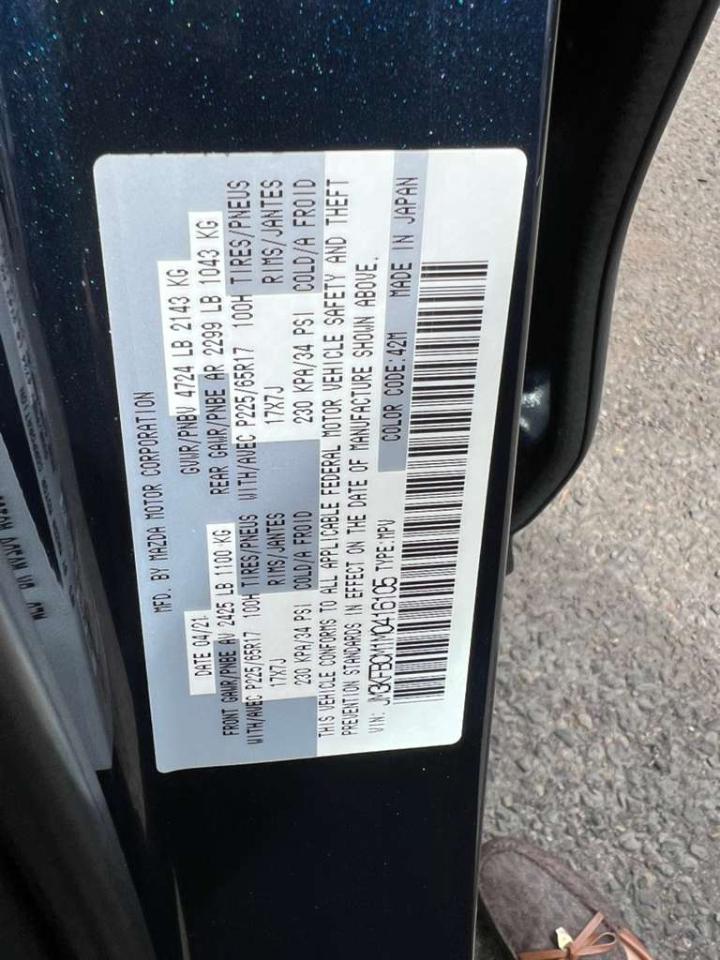 MFD. BY MAZDA MOTOR CORPORATION
DATE 04/21 GVWR/PNBV 4724 LB 2143 KG
FRONT GAWR/PNBE AV 2425 LB 1100 KG REAR GAWR/PNBE AR 2299 LB 1043 KG
WITH/AVEC P225/65R17 100H TIRES/PNEUS WITH/AVEC P225/65R17 100H TIRES/PNEUS
17X7J RIMS/JANTES 17X7J RIMS/JANTES
230 KPA/34 PSI COLD/A FROID 230 KPA/34 PSI COLD/A FROID
THIS VEHICLE CONFORMS TO ALL APPLICABLE FEDERAL MOTOR VEHICLE SAFETY AND THEFT
PREVENTION STANDARDS IN EFFECT ON THE DATE OF MANUFACTURE SHOWN ABOVE.
VIN: JM3KFBCM1M0416105 TYPE:MPV COLOR CODE:42M MADE IN JAPAN